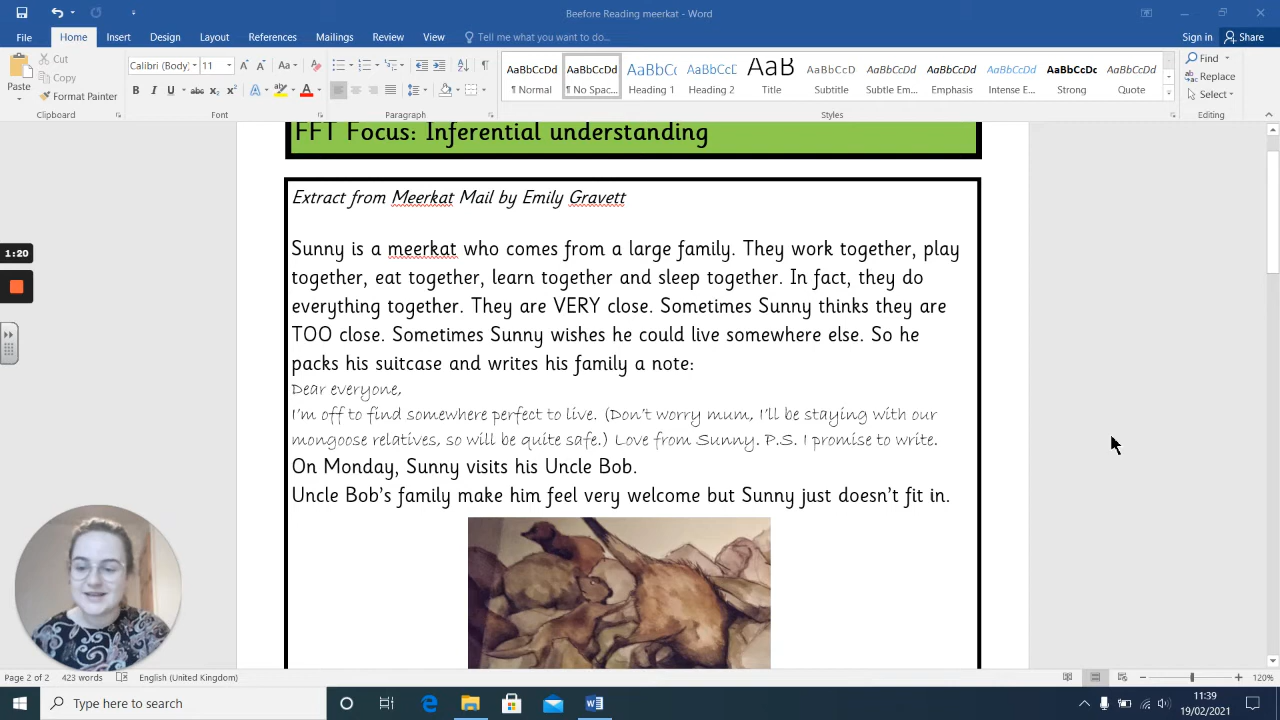 Beefore Reading meerkat - Word
File Home Insert Design Layout References Mailings Review View Tell me what you want to do... Sign in Share
Cut
Copy
Format Painter
Paste
Calibri (Body) 11
Find
Replace
Select
AaBbCcDd AaBbCcDd AaBbCc AaBbCcC AaB AaBbCcD AaBbCcDd AaBbCcDd AaBbCcDd AaBbCcDc AaBbCcDd
¶ Normal ¶ No Spac... Heading 1 Heading 2 Title Subtitle Subtle Em... Emphasis Intense E... Strong Quote
Clipboard Font Paragraph Styles Editing
FFT Focus: Inferential understanding
Extract from Meerkat Mail by Emily Gravett
Sunny is a meerkat who comes from a large family. They work together, play
together, eat together, learn together and sleep together. In fact, they do
everything together. They are VERY close. Sometimes Sunny thinks they are
TOO close. Sometimes Sunny wishes he could live somewhere else. So he
packs his suitcase and writes his family a note:
Dear everyone,
I'm off to find somewhere perfect to live. (Don't worry mum, I'll be staying with our
mongoose relatives, so will be quite safe.) Love from Sunny. P.S. I promise to write.
On Monday, Sunny visits his Uncle Bob.
Uncle Bob's family make him feel very welcome but Sunny just doesn't fit in.
1:20
Page 2 of 2 423 words English (United Kingdom) 120%
Type here to search
11:39
19/02/2021